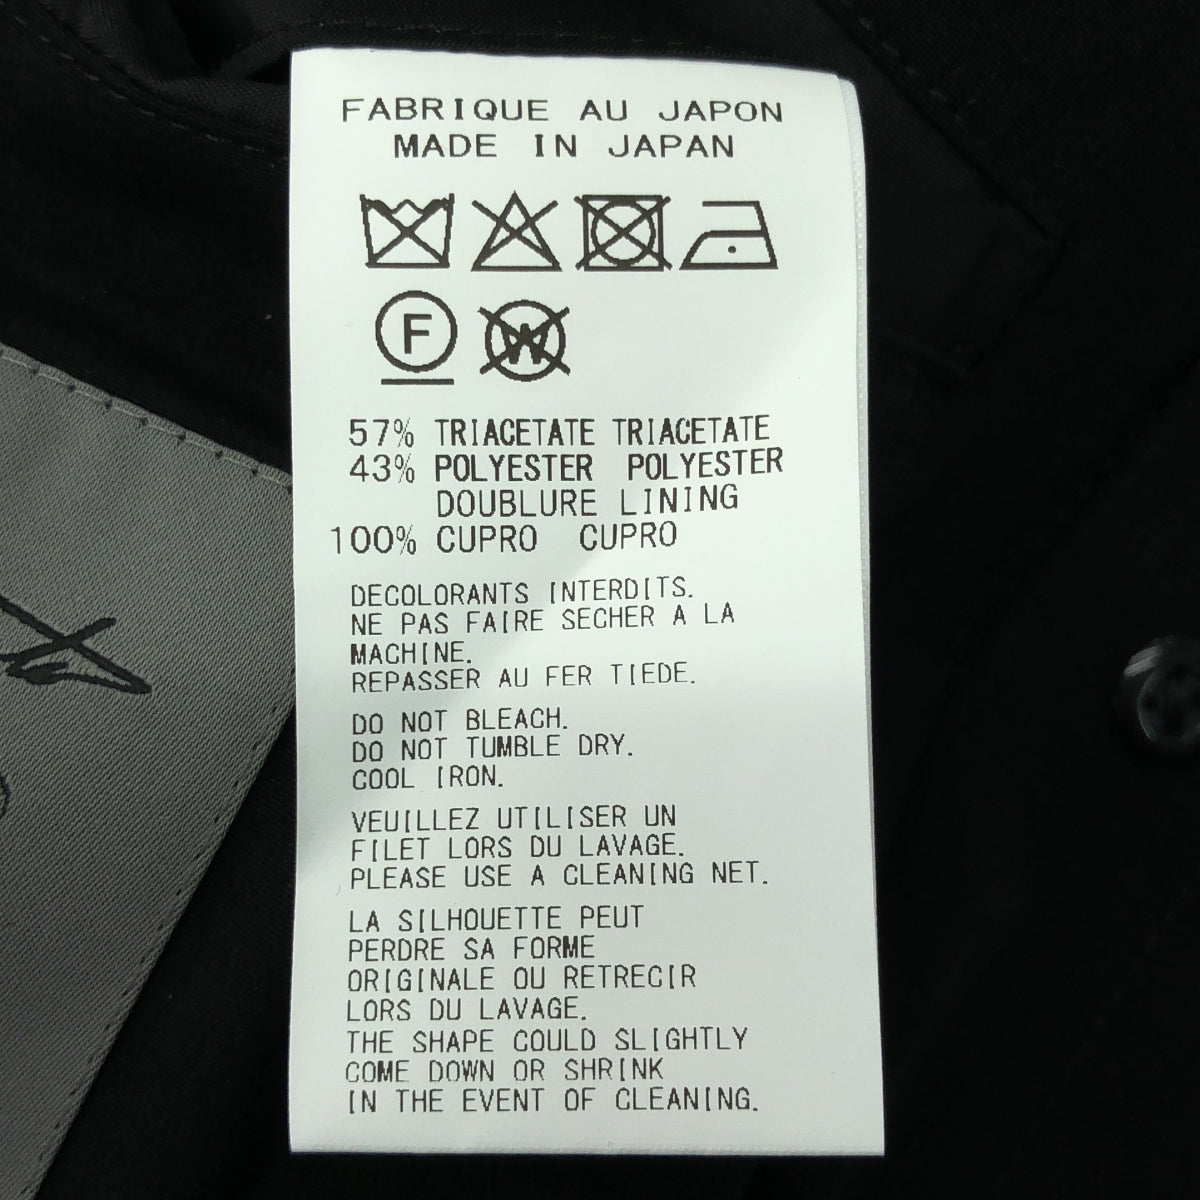 FABRIQUE AU JAPON
MADE IN JAPAN
F W
57% TRIACETATE TRIACETATE
43% POLYESTER POLYESTER
DOUBLURE LINING
100% CUPRO CUPRO
DECOLORANTS INTERDITS.
NE PAS FAIRE SECHER A LA
MACHINE.
REPASSER AU FER TIEDE.
DO NOT BLEACH.
DO NOT TUMBLE DRY.
COOL IRON.
VEUILLEZ UTILISER UN
FILET LORS DU LAVAGE.
PLEASE USE A CLEANING NET.
LA SILHOUETTE PEUT
PERDRE SA FORME
ORIGINALE OU RETRECIR
LORS DU LAVAGE.
THE SHAPE COULD SLIGHTLY
COME DOWN OR SHRINK
IN THE EVENT OF CLEANING.